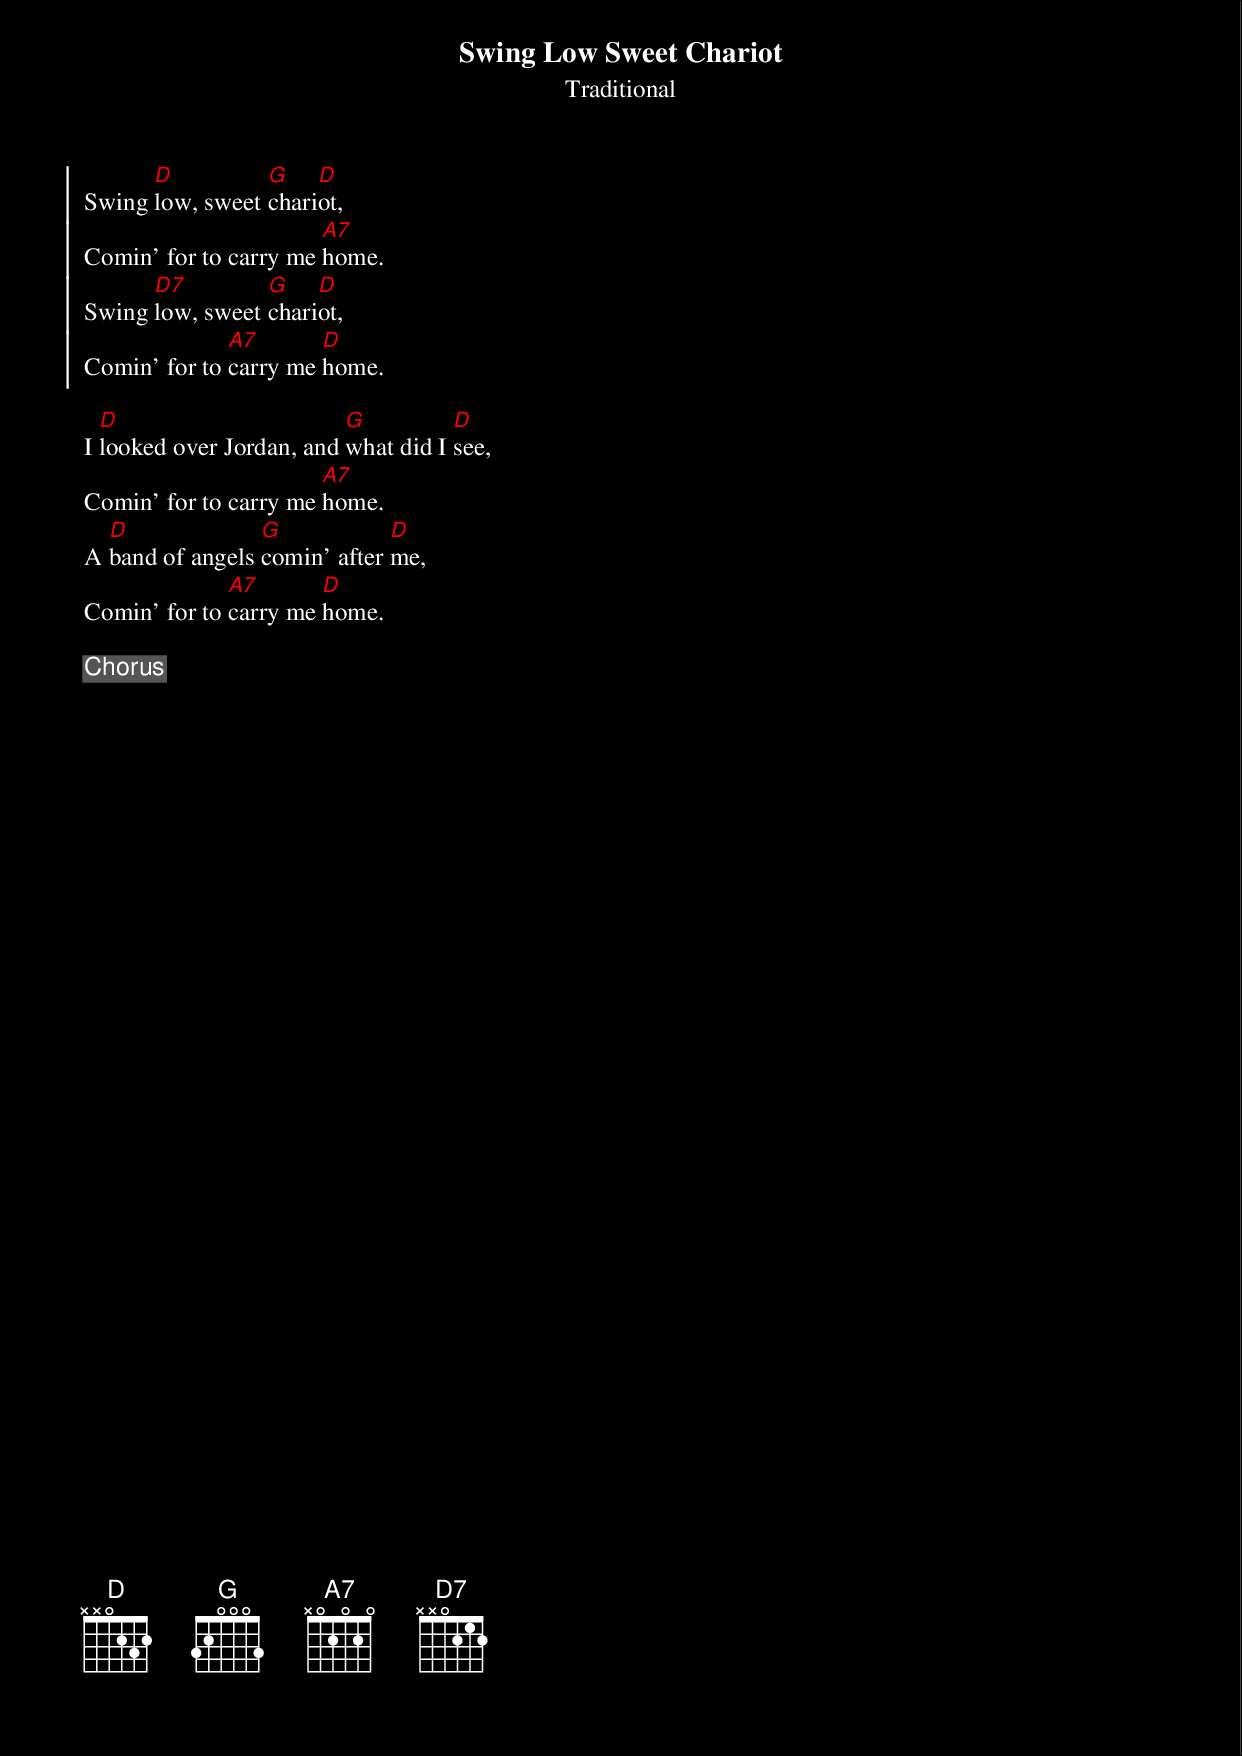 Swing Low Sweet Chariot
Traditional
D G D
Swing low, sweet chariot,
A7
Comin' for to carry me home.
D7 G D
Swing low, sweet chariot,
A7 D
Comin' for to carry me home.
D G D
I looked over Jordan, and what did I see,
A7
Comin' for to carry me home.
D G D
A band of angels comin' after me,
A7 D
Comin' for to carry me home.
Chorus
D G A7 D7